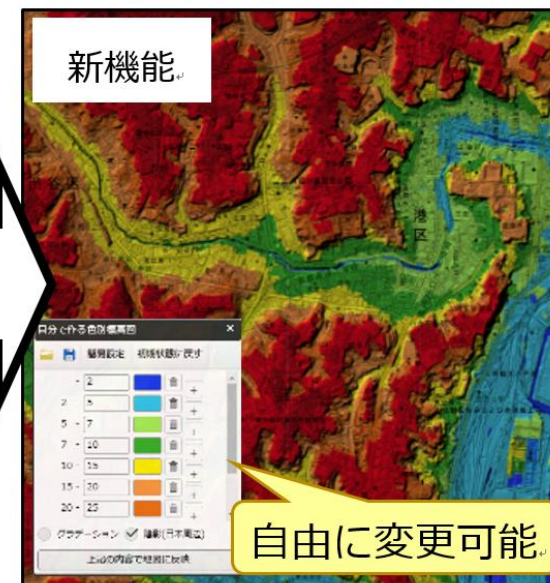 新機能
港区
自分で作る色別標高図 ×
簡易設定 初期状態に戻す
- 2
2 - 5
5 - 7
7 - 10
10 - 15
15 - 20
20 - 25
グラデーション 陰影(日本周辺)
上記の内容で地図に反映
自由に変更可能